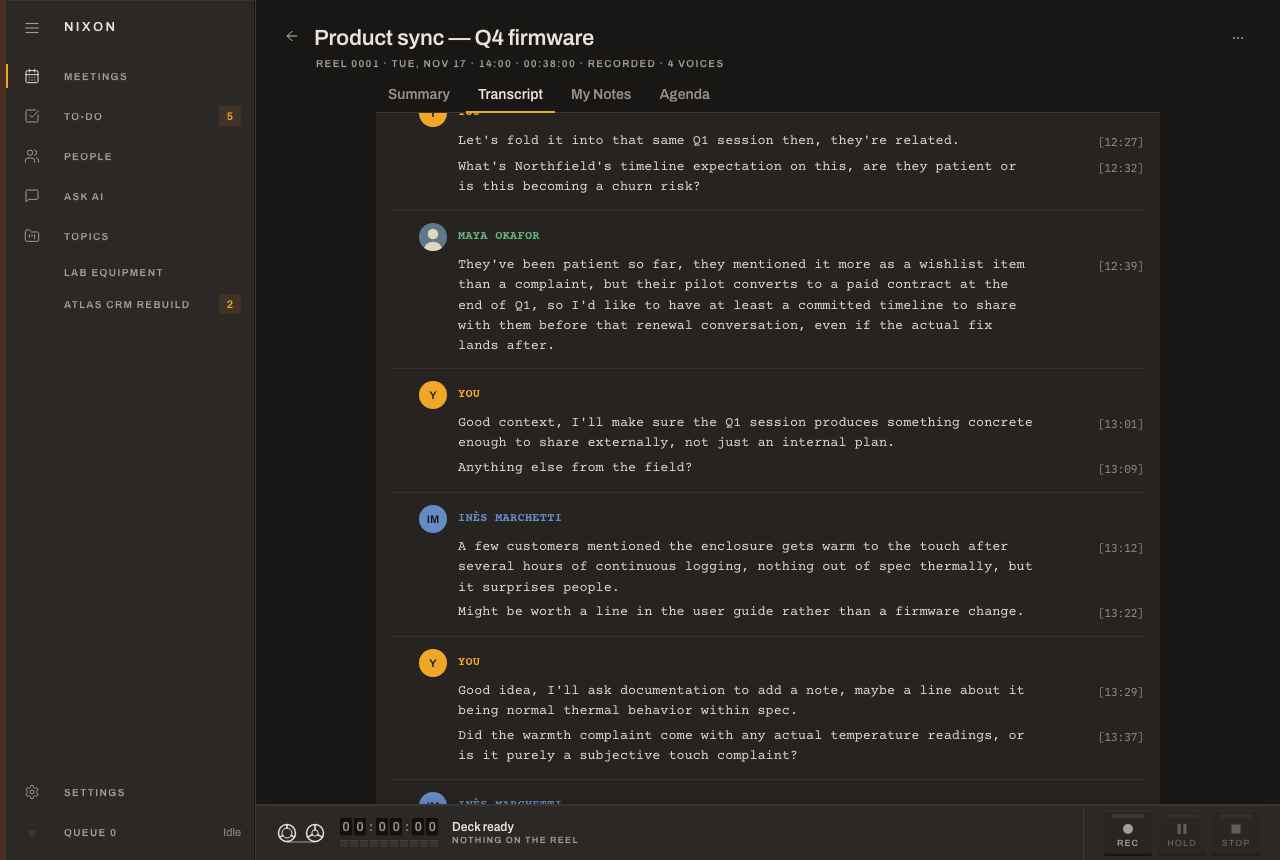 NIXON
MEETINGS
TO-DO 5
PEOPLE
ASK AI
TOPICS
LAB EQUIPMENT
ATLAS CRM REBUILD 2
SETTINGS
QUEUE 0 Idle
Product sync — Q4 firmware
REEL 0001 · TUE, NOV 17 · 14:00 · 00:38:00 · RECORDED · 4 VOICES
Summary Transcript My Notes Agenda
Y YOU
Let's fold it into that same Q1 session then, they're related. [12:27]
What's Northfield's timeline expectation on this, are they patient or [12:32]
is this becoming a churn risk?
MAYA OKAFOR
They've been patient so far, they mentioned it more as a wishlist item [12:39]
than a complaint, but their pilot converts to a paid contract at the
end of Q1, so I'd like to have at least a committed timeline to share
with them before that renewal conversation, even if the actual fix
lands after.
Y YOU
Good context, I'll make sure the Q1 session produces something concrete [13:01]
enough to share externally, not just an internal plan.
Anything else from the field? [13:09]
IM INÈS MARCHETTI
A few customers mentioned the enclosure gets warm to the touch after [13:12]
several hours of continuous logging, nothing out of spec thermally, but
it surprises people.
Might be worth a line in the user guide rather than a firmware change. [13:22]
Y YOU
Good idea, I'll ask documentation to add a note, maybe a line about it [13:29]
being normal thermal behavior within spec.
Did the warmth complaint come with any actual temperature readings, or [13:37]
is it purely a subjective touch complaint?
IM INÈS MARCHETTI
00:00:00
Deck ready
NOTHING ON THE REEL
REC HOLD STOP